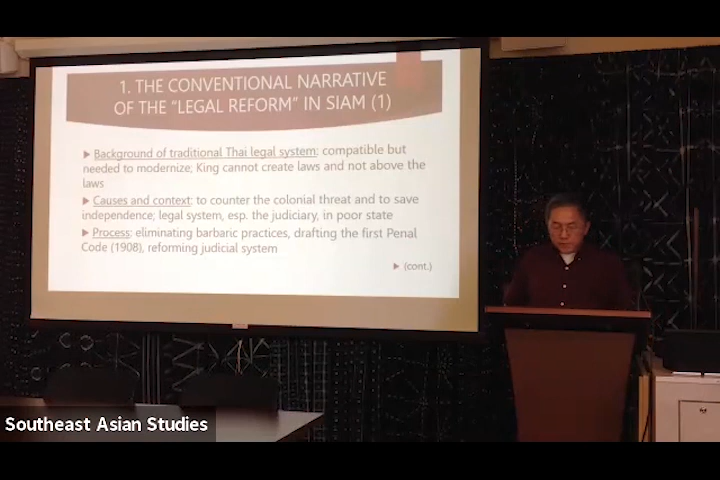 1. THE CONVENTIONAL NARRATIVE
OF THE “LEGAL REFORM” IN SIAM (1)
▶ Background of traditional Thai legal system: compatible but
needed to modernize; King cannot create laws and not above the
laws
▶ Causes and context: to counter the colonial threat and to save
independence; legal system, esp. the judiciary, in poor state
▶ Process: eliminating barbaric practices, drafting the first Penal
Code (1908), reforming judicial system
▶ (cont.)
Southeast Asian Studies